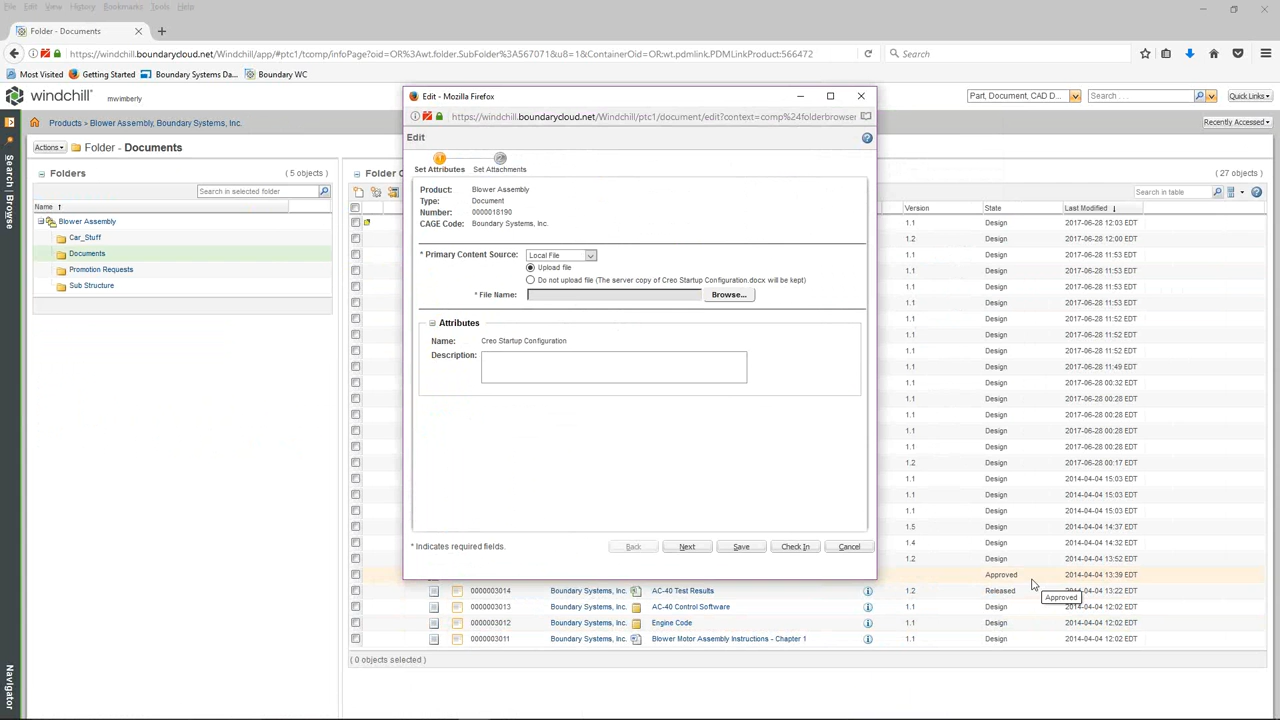 File Edit View History Bookmarks Tools Help
Folder - Documents
https://windchill.boundarycloud.net/Windchill/app/#ptc1/tcomp/infoPage?oid=OR%3Awt.folder.SubFolder%3A567071&u8=1&ContainerOid=OR:wt.pdmlink.PDMLinkProduct:566472
Search
Most Visited Getting Started Boundary Systems Da... Boundary WC
windchill mwimberly
Part, Document, CAD D... Search . . . Quick Links
Products > Blower Assembly, Boundary Systems, Inc.
Recently Accessed
Actions Folder - Documents
Folders ( 5 objects )
Search in selected folder
Name ↑
Blower Assembly
Car_Stuff
Documents
Promotion Requests
Sub Structure
Search | Browse
Navigator
Folder C
( 27 objects )
Search in table
Version State Last Modified ↓
1.1 Design 2017-06-28 12:03 EDT
1.2 Design 2017-06-28 12:00 EDT
1.1 Design 2017-06-28 11:53 EDT
1.1 Design 2017-06-28 11:53 EDT
1.1 Design 2017-06-28 11:53 EDT
1.1 Design 2017-06-28 11:53 EDT
1.1 Design 2017-06-28 11:52 EDT
1.1 Design 2017-06-28 11:52 EDT
1.1 Design 2017-06-28 11:52 EDT
1.1 Design 2017-06-28 11:49 EDT
1.1 Design 2017-06-28 00:32 EDT
1.1 Design 2017-06-28 00:28 EDT
1.1 Design 2017-06-28 00:28 EDT
1.1 Design 2017-06-28 00:28 EDT
1.1 Design 2017-06-28 00:28 EDT
1.2 Design 2017-06-28 00:17 EDT
1.1 Design 2014-04-04 15:03 EDT
1.1 Design 2014-04-04 15:03 EDT
1.1 Design 2014-04-04 15:03 EDT
1.5 Design 2014-04-04 14:37 EDT
1.4 Design 2014-04-04 14:32 EDT
1.2 Design 2014-04-04 13:52 EDT
Approved 2014-04-04 13:39 EDT
0000003014 Boundary Systems, Inc. AC-40 Test Results 1.2 Released 2014-04-04 13:22 EDT
Approved
0000003013 Boundary Systems, Inc. AC-40 Control Software 1.1 Design 2014-04-04 12:02 EDT
0000003012 Boundary Systems, Inc. Engine Code 1.1 Design 2014-04-04 12:02 EDT
0000003011 Boundary Systems, Inc. Blower Motor Assembly Instructions - Chapter 1 1.1 Design 2014-04-04 12:02 EDT
( 0 objects selected )
Edit - Mozilla Firefox
https://windchill.boundarycloud.net/Windchill/ptc1/document/edit?context=comp%24folderbrowser
Edit
1 2
Set Attributes Set Attachments
Product: Blower Assembly
Type: Document
Number: 0000018190
CAGE Code: Boundary Systems, Inc.
* Primary Content Source: Local File
Upload file
Do not upload file (The server copy of Creo Startup Configuration.docx will be kept)
* File Name: Browse...
Attributes
Name: Creo Startup Configuration
Description:
* Indicates required fields.
Back Next Save Check In Cancel